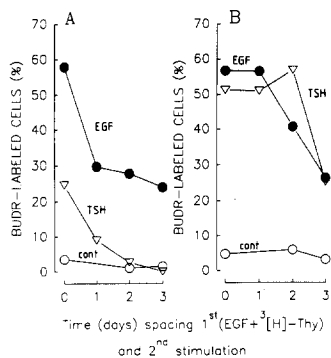 A
B
BUDR-LABELED CELLS (%)
70
60
50
40
30
20
10
0
EGF
TSH
cont
0 1 2 3
BUDR-LABELED CELLS (%)
70
60
50
40
30
20
10
0
EGF
TSH
cont
0 1 2 3
Time (days) spacing 1st(EGF+3[H]-Thy)
and 2nd stimulation